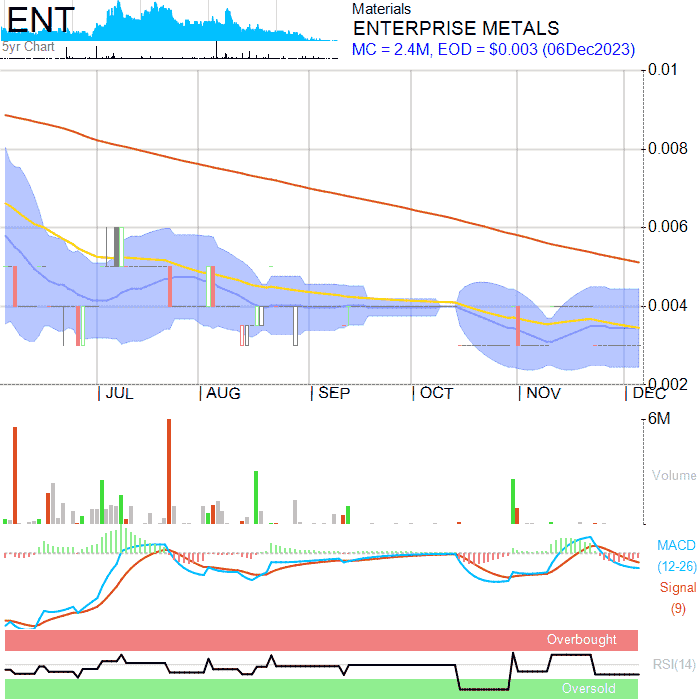 ENT
5yr Chart
Materials
ENTERPRISE METALS
MC = 2.4M, EOD = $0.003 (06Dec2023)
0.01
0.008
0.006
0.004
0.002
JUL AUG SEP OCT NOV DEC
6M
Volume
MACD
(12-26)
Signal
(9)
Overbought
RSI(14)
Oversold